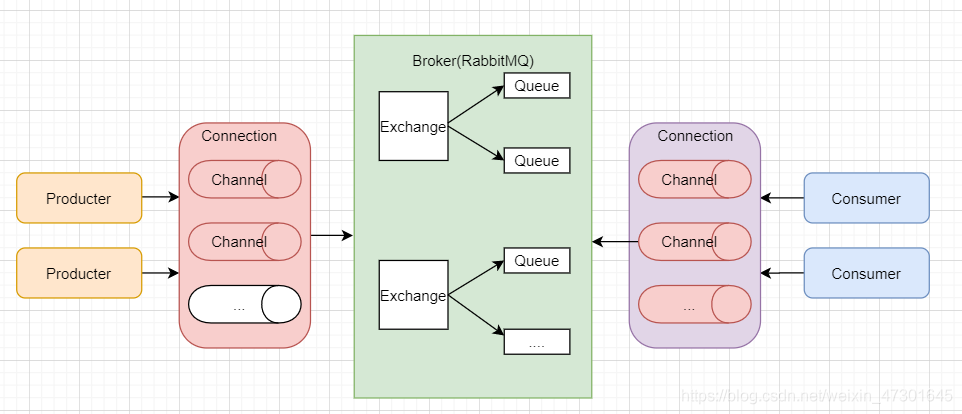 Broker(RabbitMQ)
Queue
Exchange
Queue
Connection
Channel
Channel
...
Producter
Producter
Queue
Exchange
....
Connection
Channel
Channel
...
Consumer
Consumer
https://blog.csdn.net/weixin_47301645